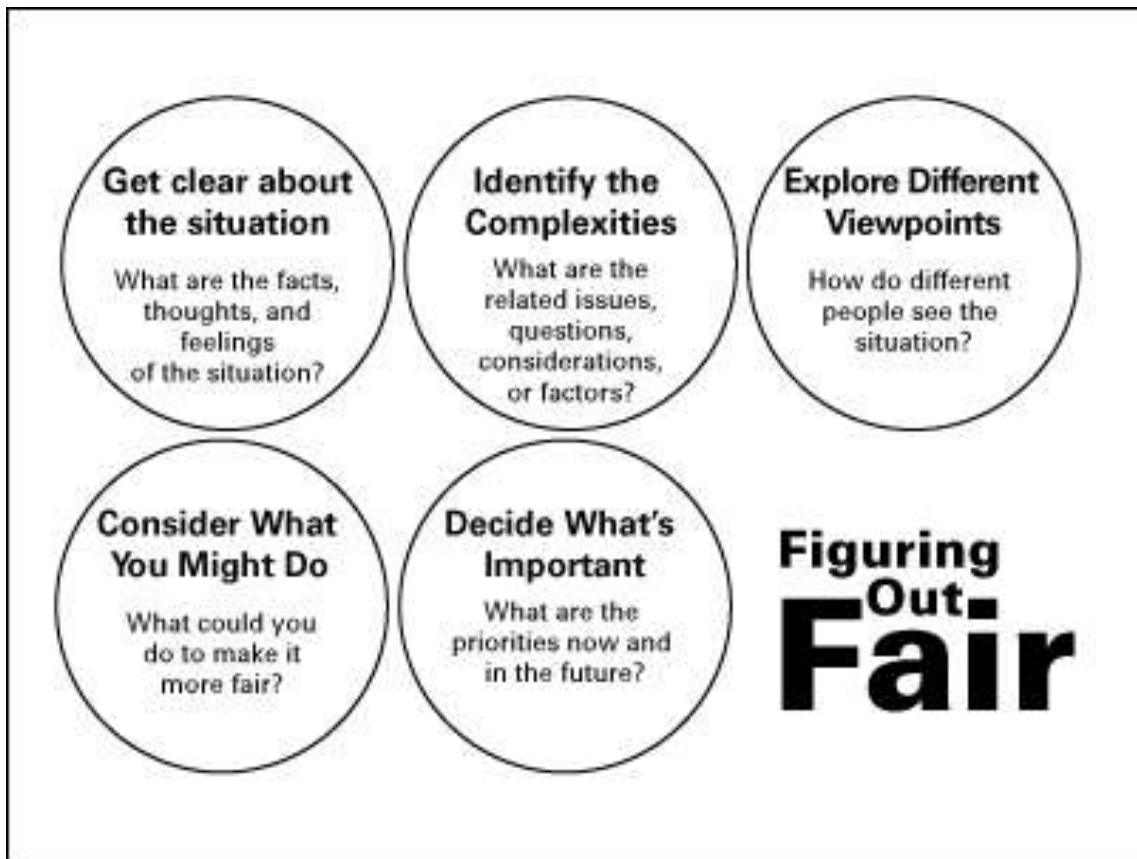 Get clear about
the situation
What are the facts,
thoughts, and
feelings
of the situation?
Identify the
Complexities
What are the
related issues,
questions,
considerations,
or factors?
Explore Different
Viewpoints
How do different
people see the
situation?
Consider What
You Might Do
What could you
do to make it
more fair?
Decide What's
Important
What are the
priorities now and
in the future?
Figuring
Out
Fair